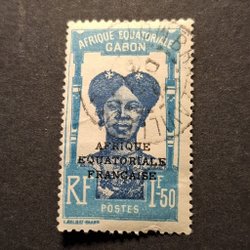 AFRIQUE EQUATORIALE
GABON
AFRIQUE
EQUATORIALE
FRANÇAISE
RF 1F50
POSTES